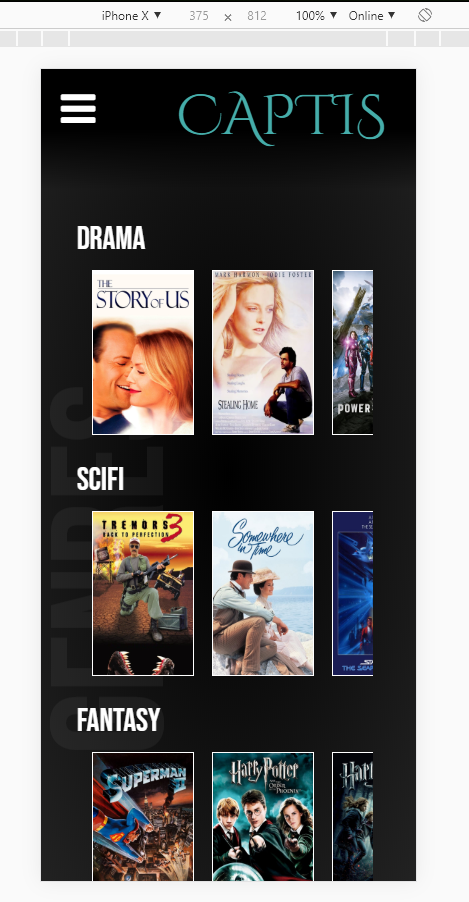 iPhone X 375 × 812 100% Online
CAPTIS
DRAMA
THE
STORY OF US
MARK HARMON JODIE FOSTER
STEALING HOME
POWER
SCIFI
TREMORS 3
BACK TO PERFECTION
Somewhere
in Time
GENRES
FANTASY
SUPERMAN
II
Harry Potter
AND THE
ORDER OF THE
PHOENIX
Harr